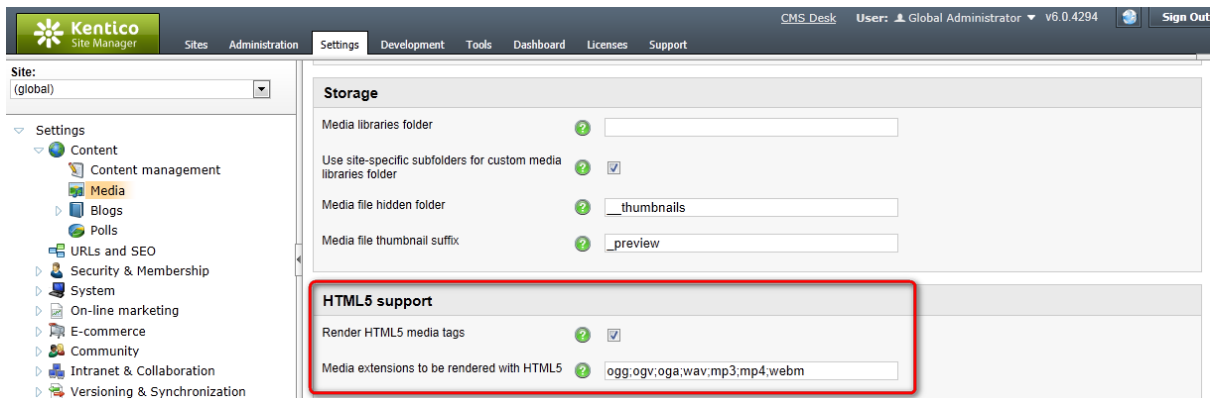 Kentico
Site Manager
CMS Desk User: Global Administrator v6.0.4294 Sign Out
Sites Administration Settings Development Tools Dashboard Licenses Support
Site:
(global)
Settings
Content
Content management
Media
Blogs
Polls
URLs and SEO
Security & Membership
System
On-line marketing
E-commerce
Community
Intranet & Collaboration
Versioning & Synchronization
Storage
Media libraries folder
Use site-specific subfolders for custom media
libraries folder
Media file hidden folder __thumbnails
Media file thumbnail suffix _preview
HTML5 support
Render HTML5 media tags
Media extensions to be rendered with HTML5 ogg;ogv;oga;wav;mp3;mp4;webm